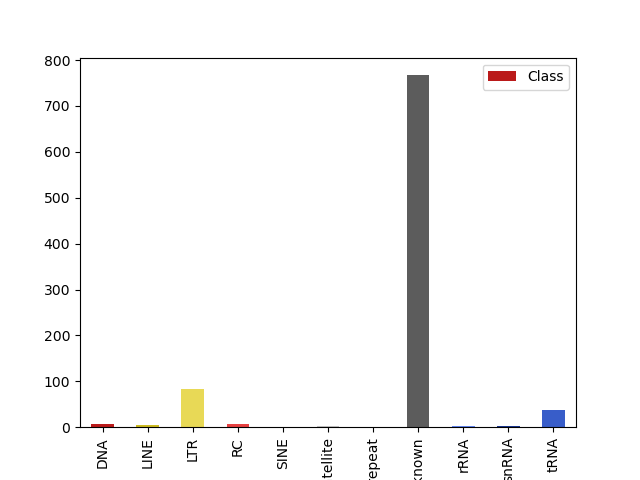 800
700
600
500
400
300
200
100
0
Class
DNA
LINE
LTR
RC
SINE
tellite
repeat
known
rRNA
snRNA
tRNA